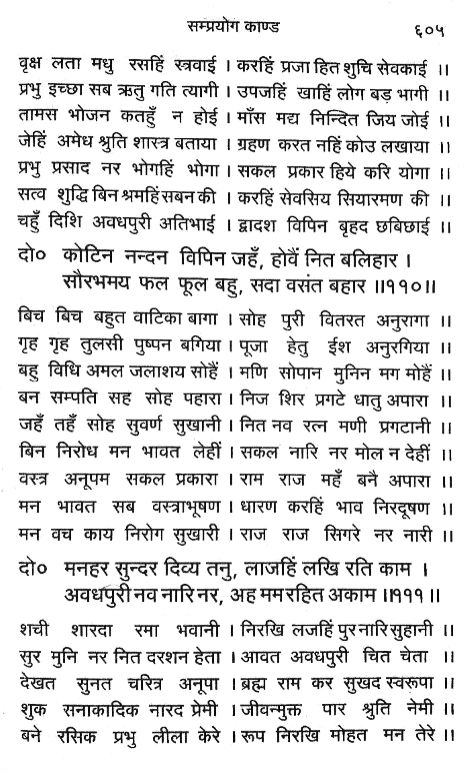 सम्प्रयोग काण्ड ६०५
वृक्ष लता मधु रसहिं स्त्रवाई । करहिं प्रजा हित शुचि सेवकाई ॥
प्रभु इच्छा सब ऋतु गति त्यागी । उपजहिं खाहिं लोग बड़ भागी ॥
तामस भोजन कतहुँ न होई । माँस मद्य निन्दित जिय जोई ॥
जेहिं अमेध श्रुति शास्त्र बताया । ग्रहण करत नहिं कोउ लखाया ॥
प्रभु प्रसाद नर भोगहिं भोगा । सकल प्रकार हिये करि योगा ॥
सत्व शुद्धि बिन श्रमहिं सबन की । करहिं सेवसिय सियारमण की ॥
चहुँ दिशि अवधपुरी अतिभाई । द्वादश विपिन बृहद छबिछाई ॥
दो० कोटिन नन्दन विपिन जहँ, होवैं नित बलिहार ।
सौरभमय फल फूल बहु, सदा वसंत बहार ॥११०॥
बिच बिच बहुत वाटिका बागा । सोह पुरी वितरत अनुरागा ॥
गृह गृह तुलसी पुष्पन बगिया । पूजा हेतु ईश अनुरगिया ॥
बहु विधि अमल जलाशय सोहैं । मणि सोपान मुनिन मग मोहैं ॥
बन सम्पति सह सोह पहारा । निज शिर प्रगटे धातु अपारा ॥
जहँ तहँ सोह सुवर्ण सुखानी । नित नव रत्न मणी प्रगटानी ॥
बिन निरोध मन भावत लेहीं । सकल नारि नर मोल न देहीं ॥
वस्त्र अनूपम सकल प्रकारा । राम राज महँ बनै अपारा ॥
मन भावत सब वस्त्राभूषण । धारण करहिं भाव निरदूषण ॥
मन वच काय निरोग सुखारी । राज राज सिगरे नर नारी ॥
दो० मनहर सुन्दर दिव्य तनु, लाजहिं लखि रति काम ।
अवधपुरी नव नारि नर, अह ममरहित अकाम ॥१११॥
शची शारदा रमा भवानी । निरखि लजहिं पुर नारि सुहानी ॥
सुर मुनि नर नित दरशन हेता । आवत अवधपुरी चित चेता ॥
देखत सुनत चरित्र अनूपा । ब्रह्म राम कर सुखद स्वरूपा ॥
शुक सनाकादिक नारद प्रेमी । जीवन्मुक्त पार श्रुति नेमी ॥
बने रसिक प्रभु लीला केरे । रूप निरखि मोहत मन तेरे ॥